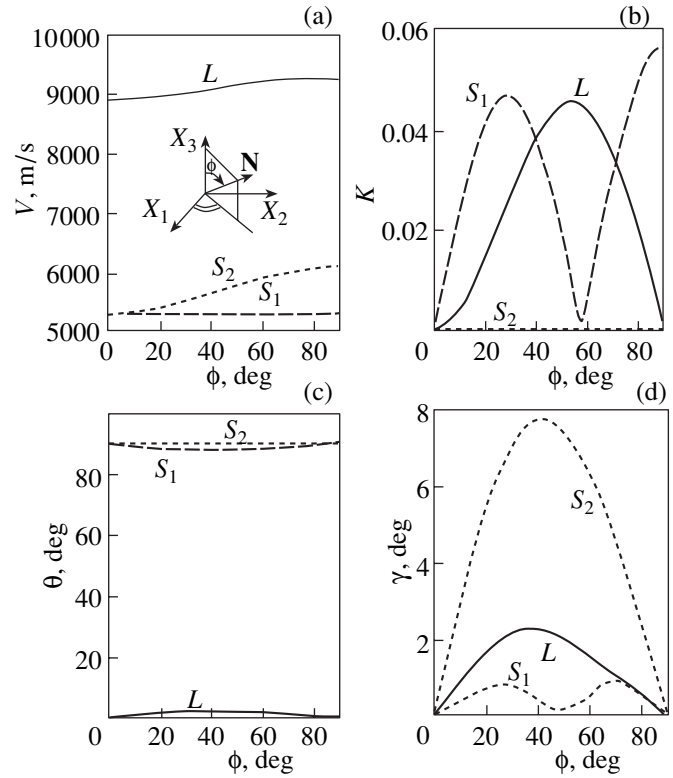 (a)
V, m/s
10000
9000
8000
7000
6000
5000
L
X3
ϕ
N
X1
X2
S2
S1
0 20 40 60 80
ϕ, deg
(b)
K
0.06
0.04
0.02
S1
L
S2
0 20 40 60 80
ϕ, deg
(c)
θ, deg
80
60
40
20
S2
S1
L
0 20 40 60 80
ϕ, deg
(d)
γ, deg
8
6
4
2
S2
L
S1
0 20 40 60 80
ϕ, deg